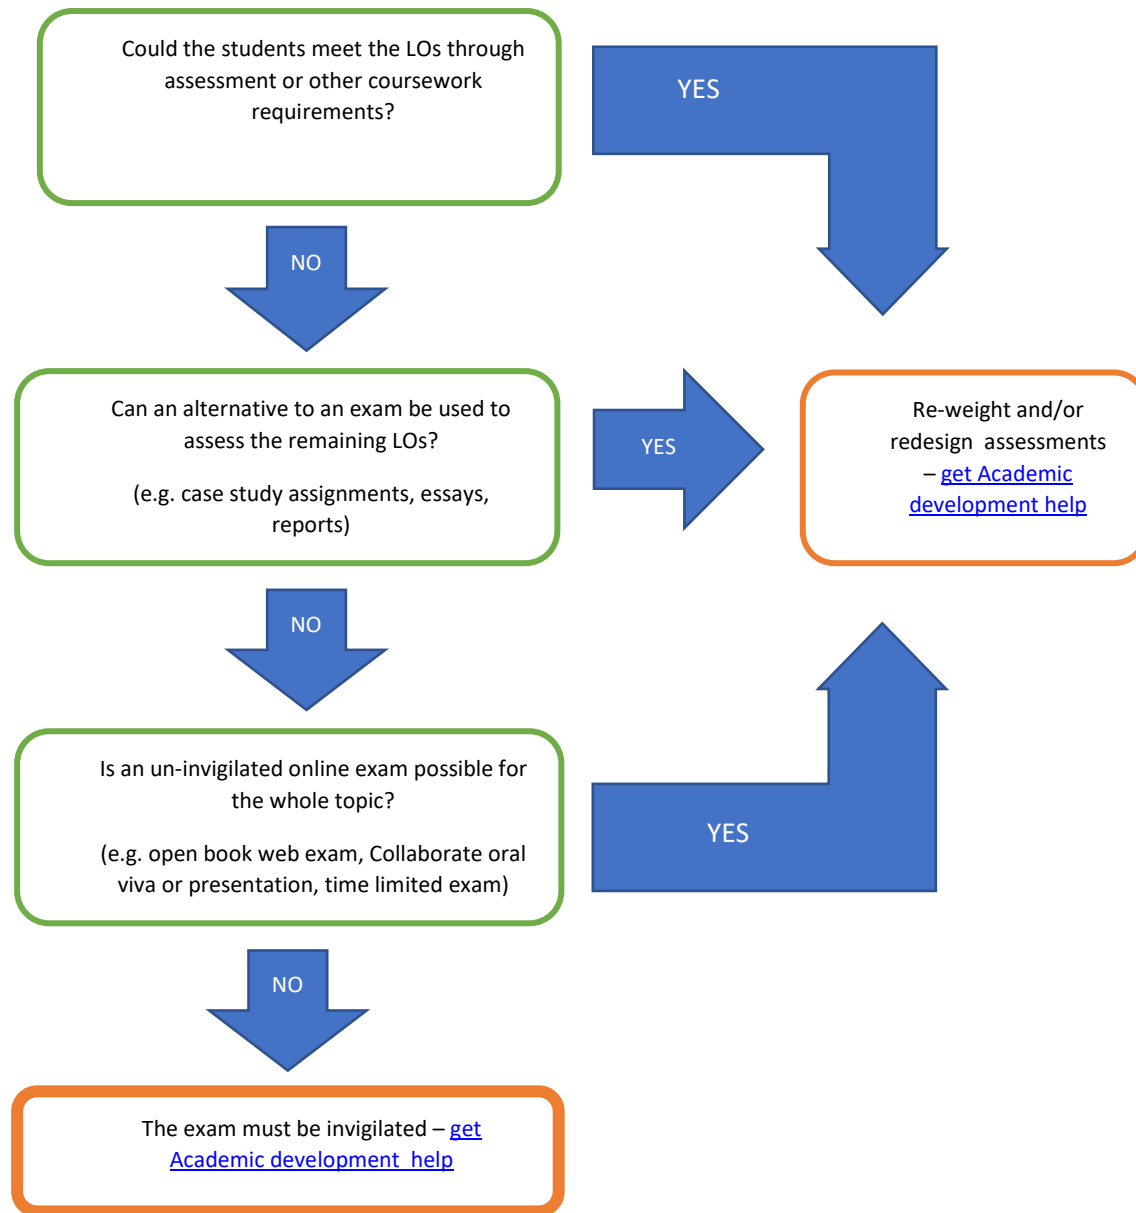 Could the students meet the LOs through
assessment or other coursework
requirements?
YES
NO
Can an alternative to an exam be used to
assess the remaining LOs?
(e.g. case study assignments, essays,
reports)
YES
Re-weight and/or
redesign  assessments
– get Academic
development help
NO
Is an un-invigilated online exam possible for
the whole topic?
(e.g. open book web exam, Collaborate oral
viva or presentation, time limited exam)
YES
NO
The exam must be invigilated – get
Academic development  help